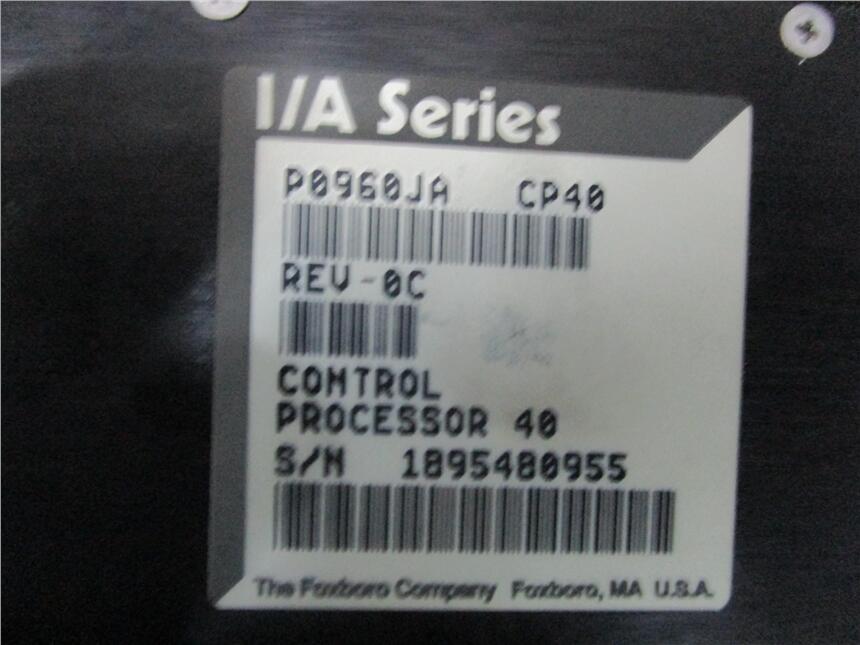 I/A Series
P0960JA CP40
REV-0C
CONTROL
PROCESSOR 40
S/N 1895480955
The Foxboro Company Foxboro, MA U.S.A.